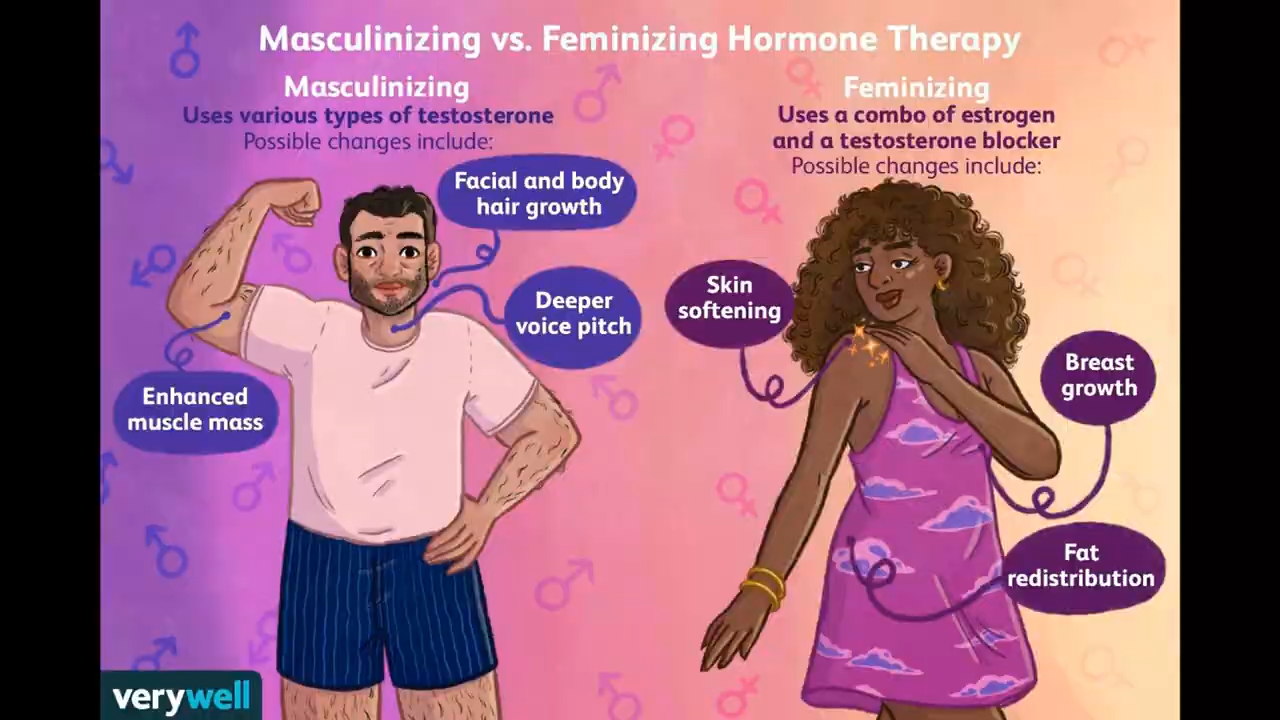 Masculinizing vs. Feminizing Hormone Therapy
Masculinizing
Uses various types of testosterone
Possible changes include:
Facial and body
hair growth
Deeper
voice pitch
Enhanced
muscle mass
Feminizing
Uses a combo of estrogen
and a testosterone blocker
Possible changes include:
Skin
softening
Breast
growth
Fat
redistribution
verywell